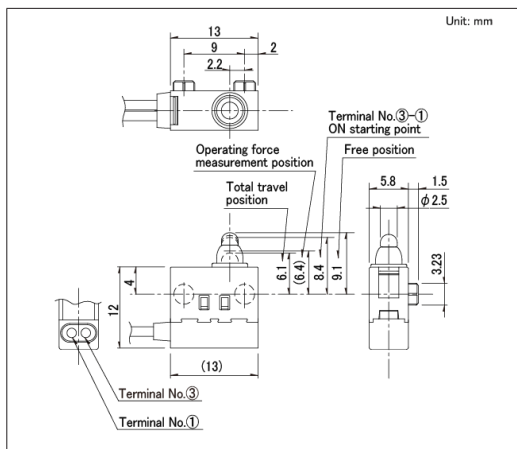 Unit: mm
13
9
2
2.2
Terminal No.③-①
ON starting point
Operating force
measurement position
Free position
Total travel
position
5.8
1.5
φ2.5
6.1
(6.4)
8.4
9.1
3.23
4
12
(13)
Terminal No.③
Terminal No.①